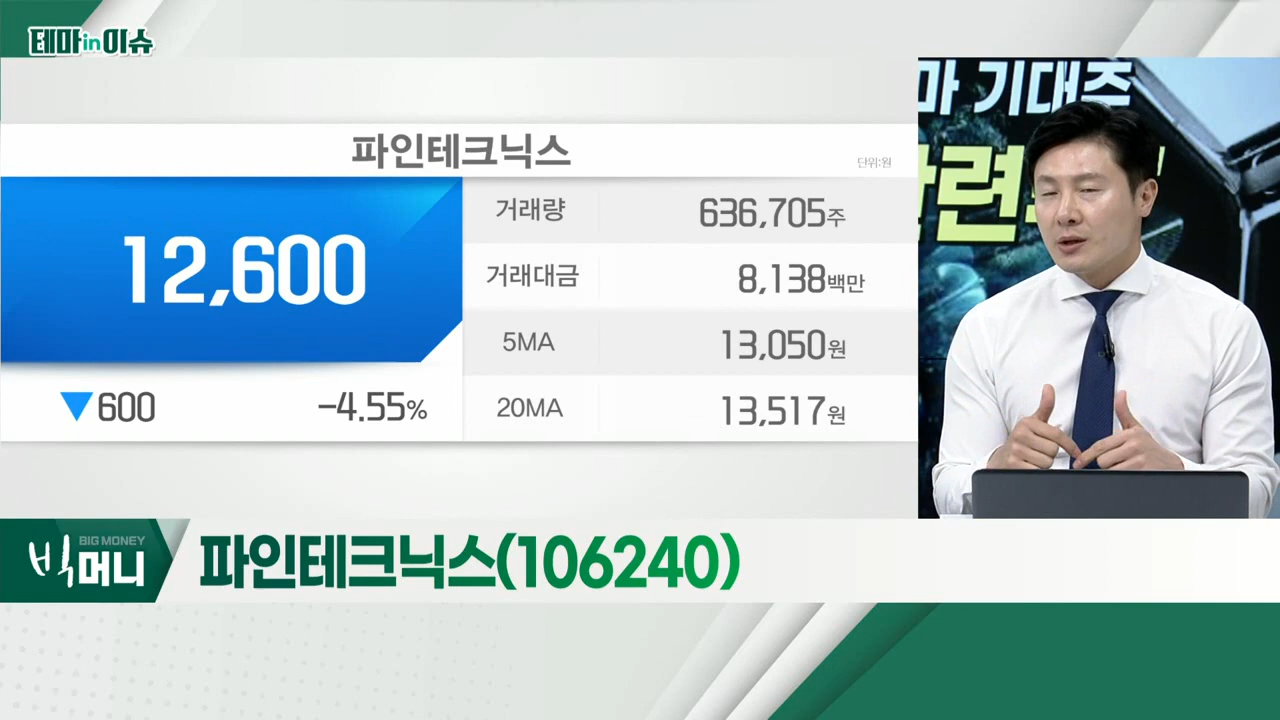 테마in이슈
마 기대주
파인테크닉스
단위:원
12,600
▼600 -4.55%
거래량 636,705주
거래대금 8,138백만
5MA 13,050원
20MA 13,517원
BIG MONEY
빅머니
파인테크닉스(106240)